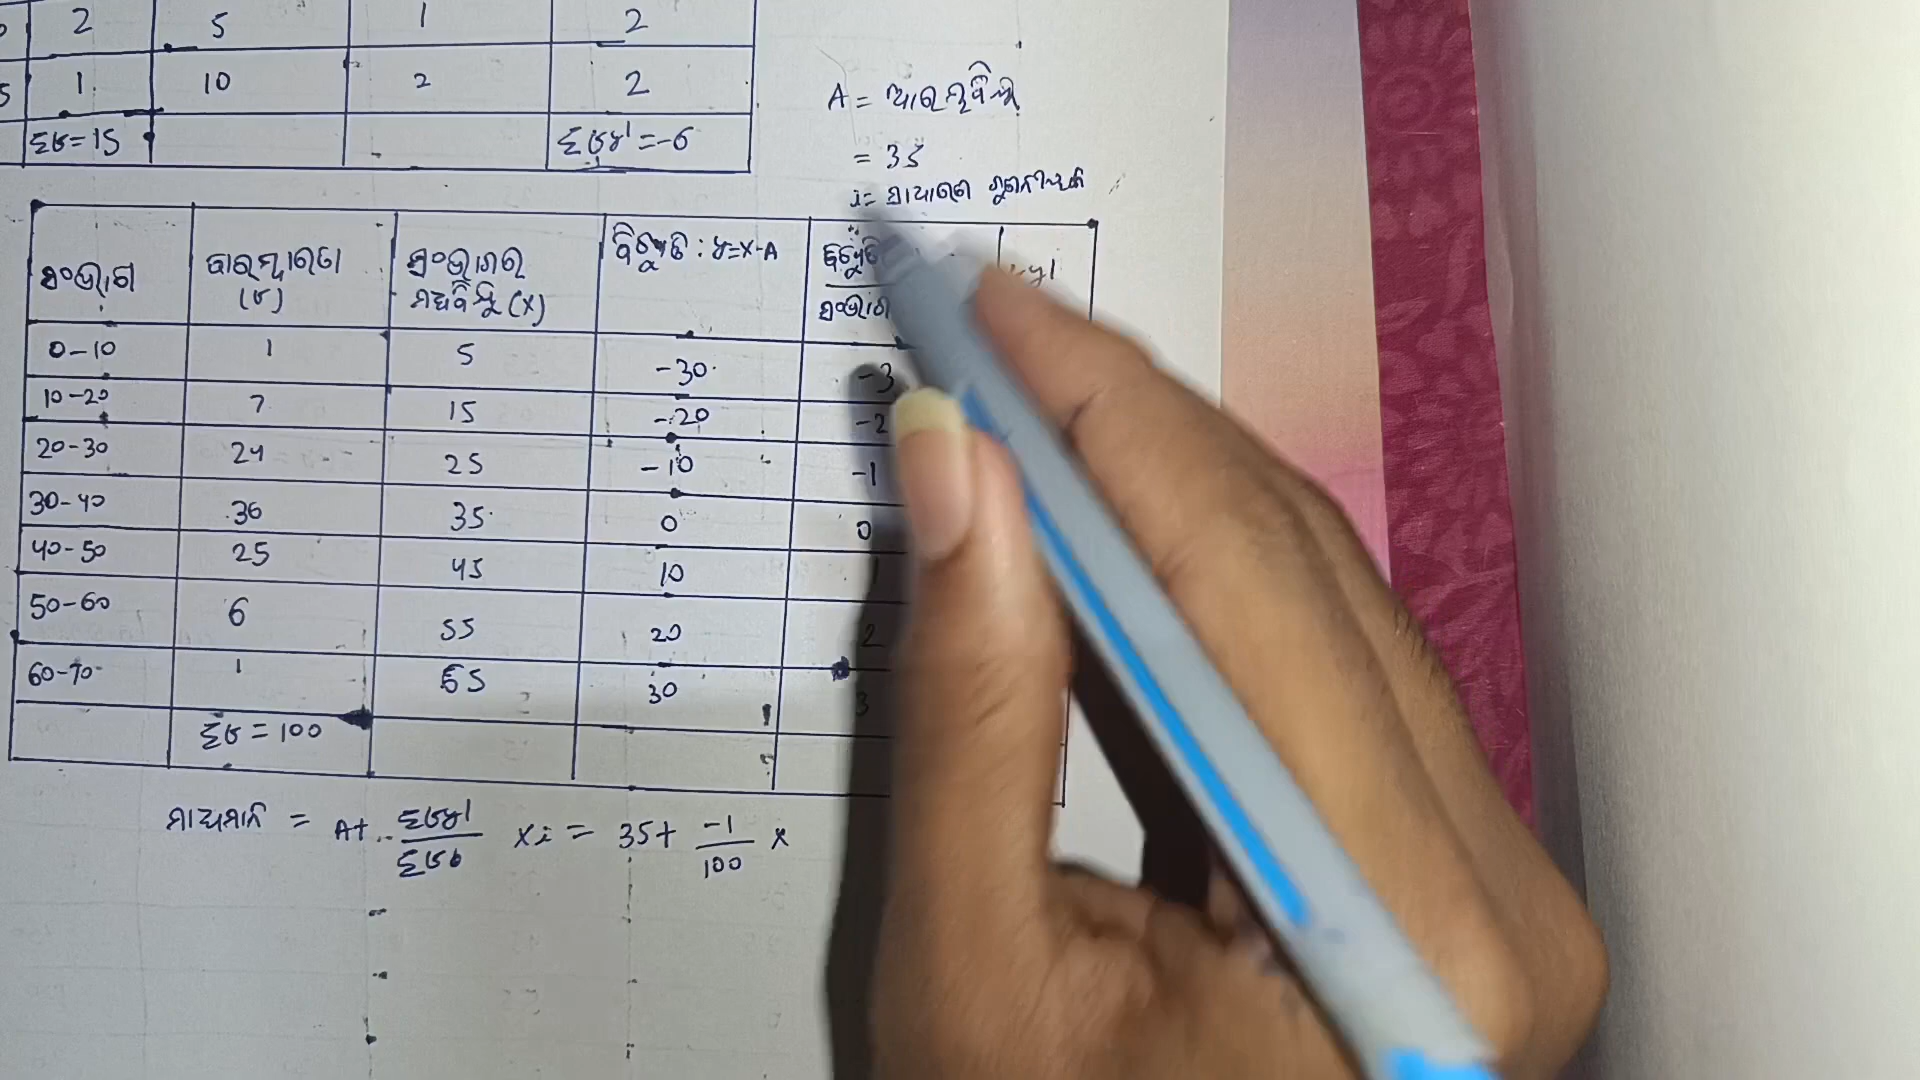 2 5 1 2
1 10 2 2
Σf=15 Σfy'=-6
A = ଆରମ୍ଭବିନ୍ଦୁ
= 35
i= ସାଧାରଣ
ସଂଭାଗ ବାରମ୍ବାରତା (f) ସଂଭାଗର ମଧ୍ୟବିନ୍ଦୁ (x) ବିଚ୍ୟୁତି : y=x-A ବିଚ୍ୟୁତି ସଂଭାଗ y'
0-10 1 5 -30 -3
10-20 7 15 -20 -2
20-30 24 25 -10 -1
30-40 36 35 0 0
40-50 25 45 10 1
50-60 6 55 20 2
60-70 1 65 30 3
Σf = 100
ମାଧ୍ୟମାନ = A+ Σfy' / Σf × i = 35+ -1/100 ×